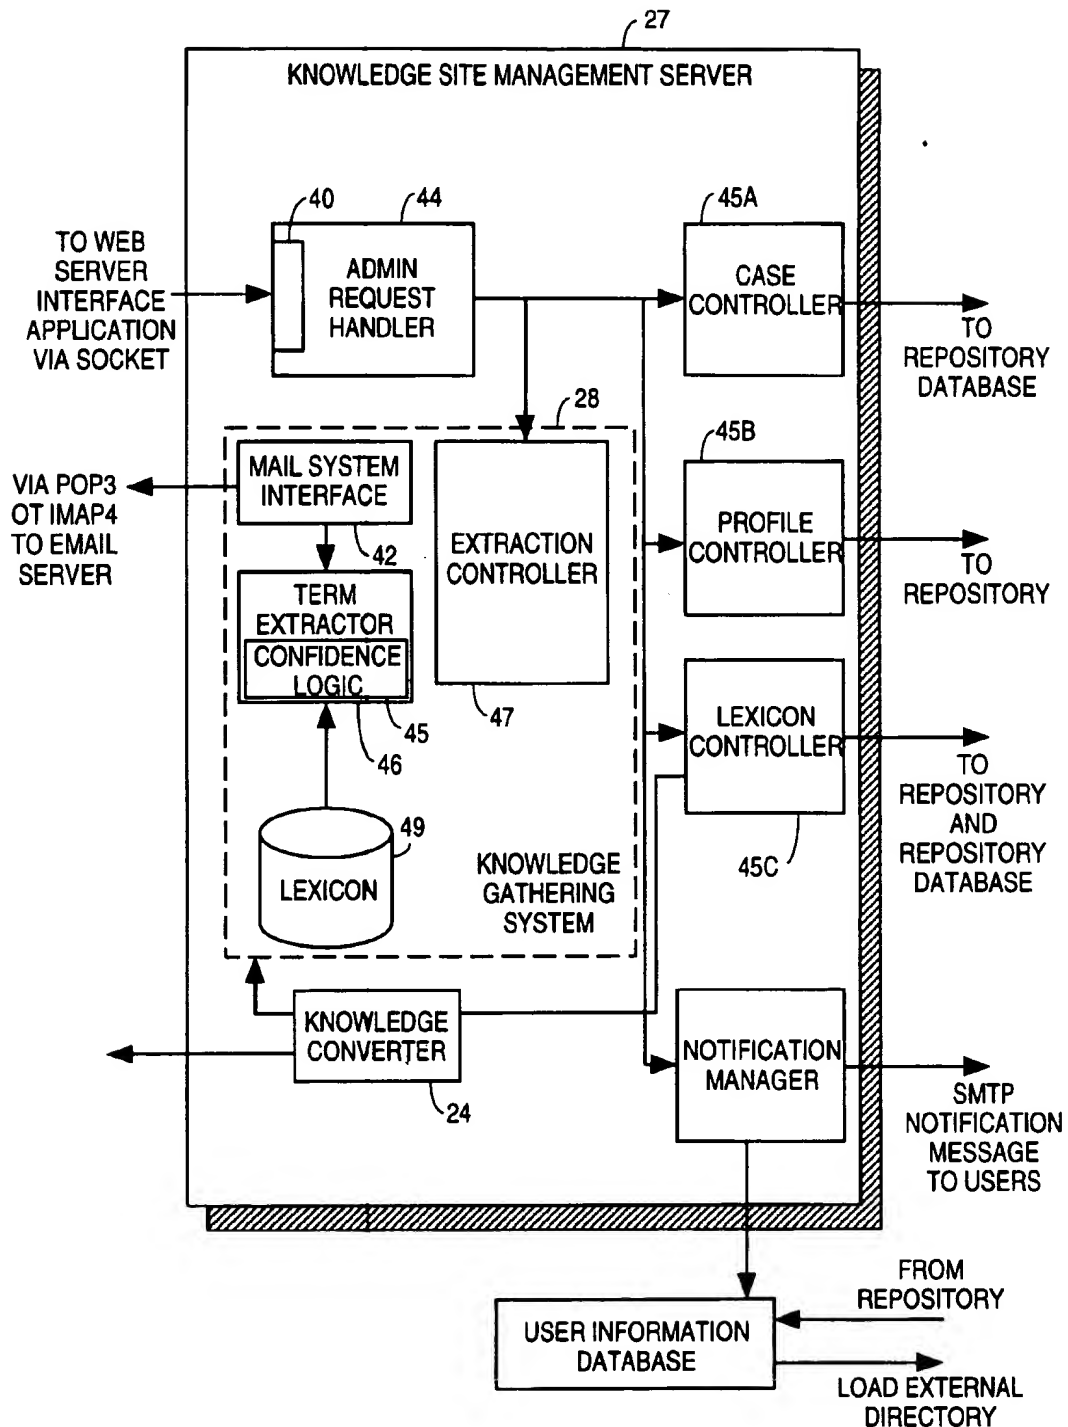 27
KNOWLEDGE SITE MANAGEMENT SERVER
40
44
45A
TO WEB
SERVER
INTERFACE
APPLICATION
VIA SOCKET
ADMIN
REQUEST
HANDLER
CASE
CONTROLLER
TO
REPOSITORY
DATABASE
28
45B
VIA POP3
OT IMAP4
TO EMAIL
SERVER
MAIL SYSTEM
INTERFACE
42
EXTRACTION
CONTROLLER
47
PROFILE
CONTROLLER
TO
REPOSITORY
TERM
EXTRACTOR
CONFIDENCE
LOGIC
45
46
LEXICON
CONTROLLER
45C
TO
REPOSITORY
AND
REPOSITORY
DATABASE
49
LEXICON
KNOWLEDGE
GATHERING
SYSTEM
KNOWLEDGE
CONVERTER
24
NOTIFICATION
MANAGER
SMTP
NOTIFICATION
MESSAGE
TO USERS
USER INFORMATION
DATABASE
FROM
REPOSITORY
LOAD EXTERNAL
DIRECTORY